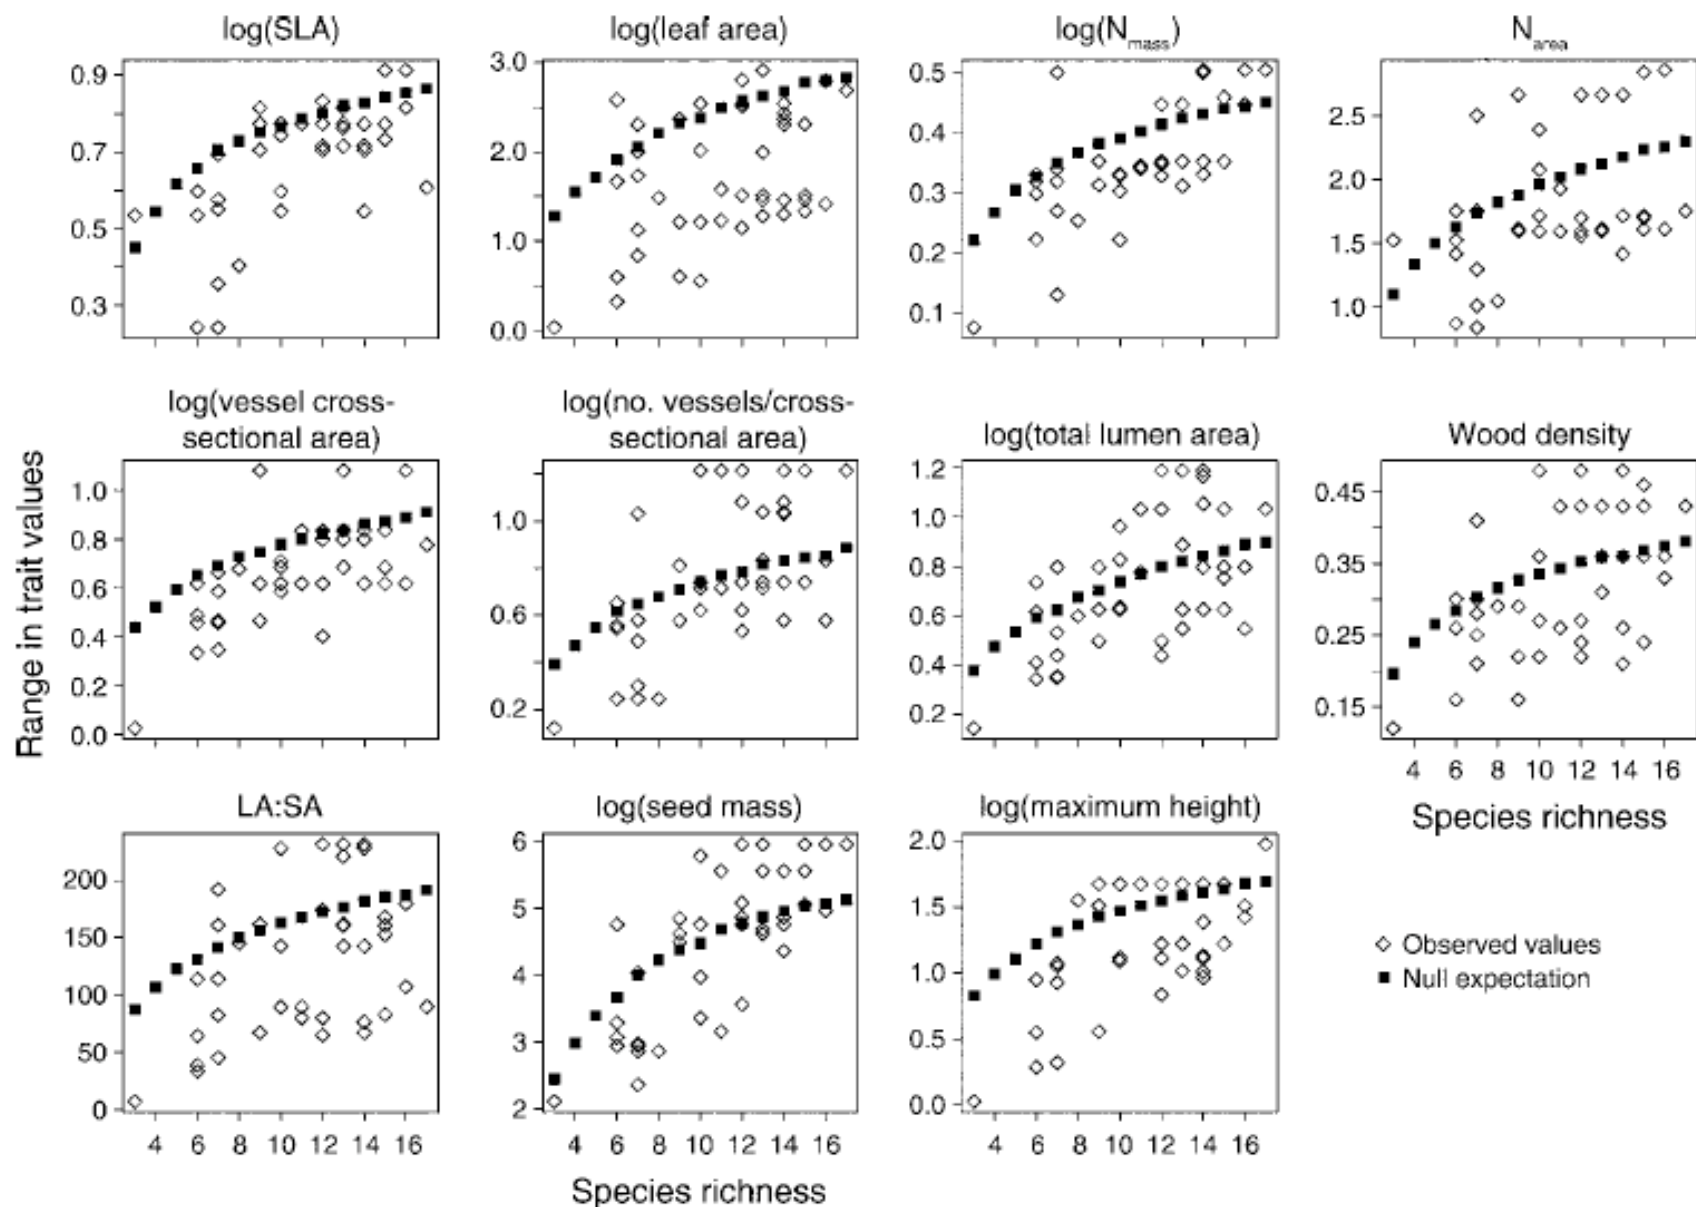 log(SLA)
log(leaf area)
log(Nmass)
Narea
0.9
0.7
0.5
0.3
3.0
2.0
1.0
0.0
0.5
0.4
0.3
0.2
0.1
2.5
2.0
1.5
1.0
log(vessel cross-
sectional area)
log(no. vessels/cross-
sectional area)
log(total lumen area)
Wood density
Range in trait values
1.0
0.8
0.6
0.4
0.2
0.0
1.0
0.6
0.2
1.2
1.0
0.8
0.6
0.4
0.2
0.45
0.35
0.25
0.15
4 6 8 10 12 14 16
Species richness
LA:SA
log(seed mass)
log(maximum height)
200
150
100
50
0
6
5
4
3
2
2.0
1.5
1.0
0.5
0.0
Observed values
Null expectation
4 6 8 10 12 14 16
4 6 8 10 12 14 16
4 6 8 10 12 14 16
Species richness